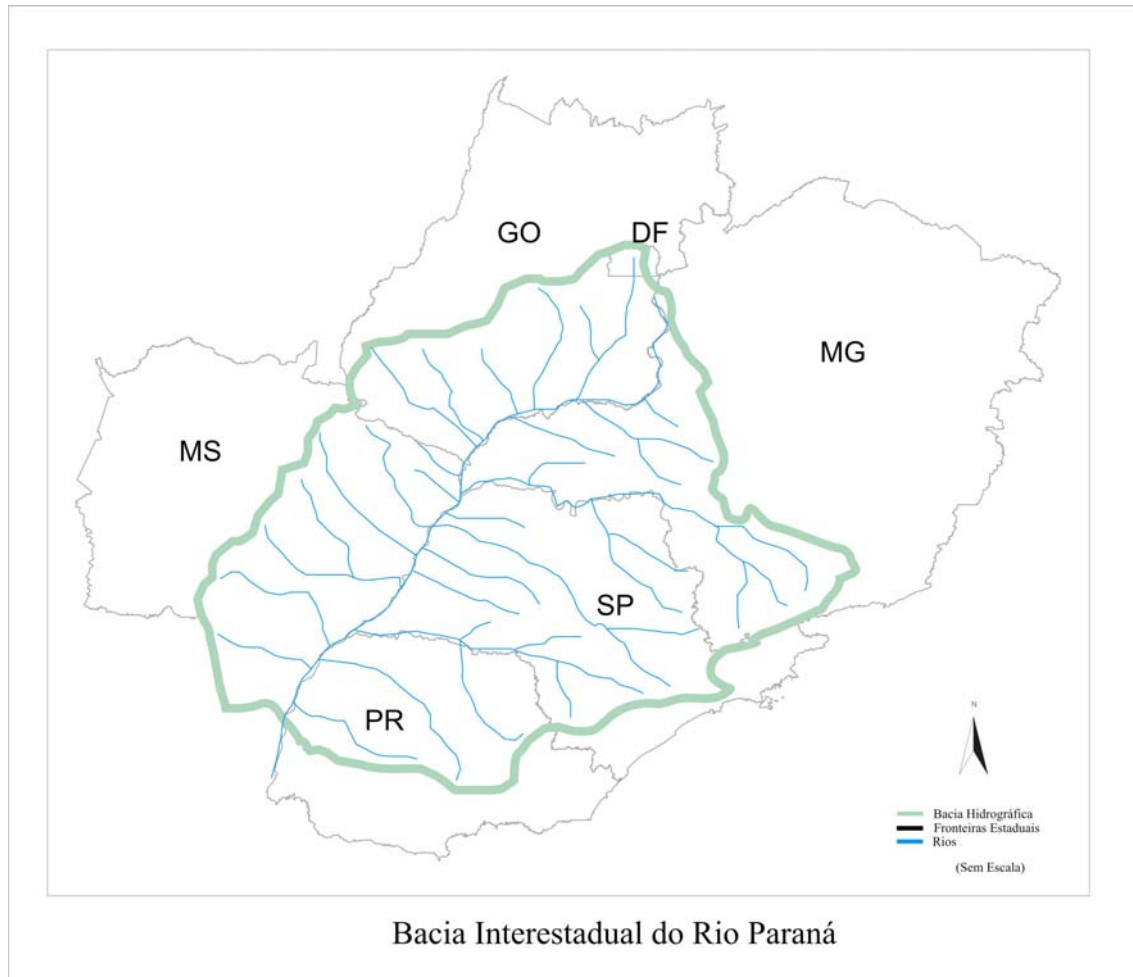 GO
DF
MG
MS
SP
PR
N
Bacia Hidrográfica
Fronteiras Estaduais
Rios
(Sem Escala)
Bacia Interestadual do Rio Paraná